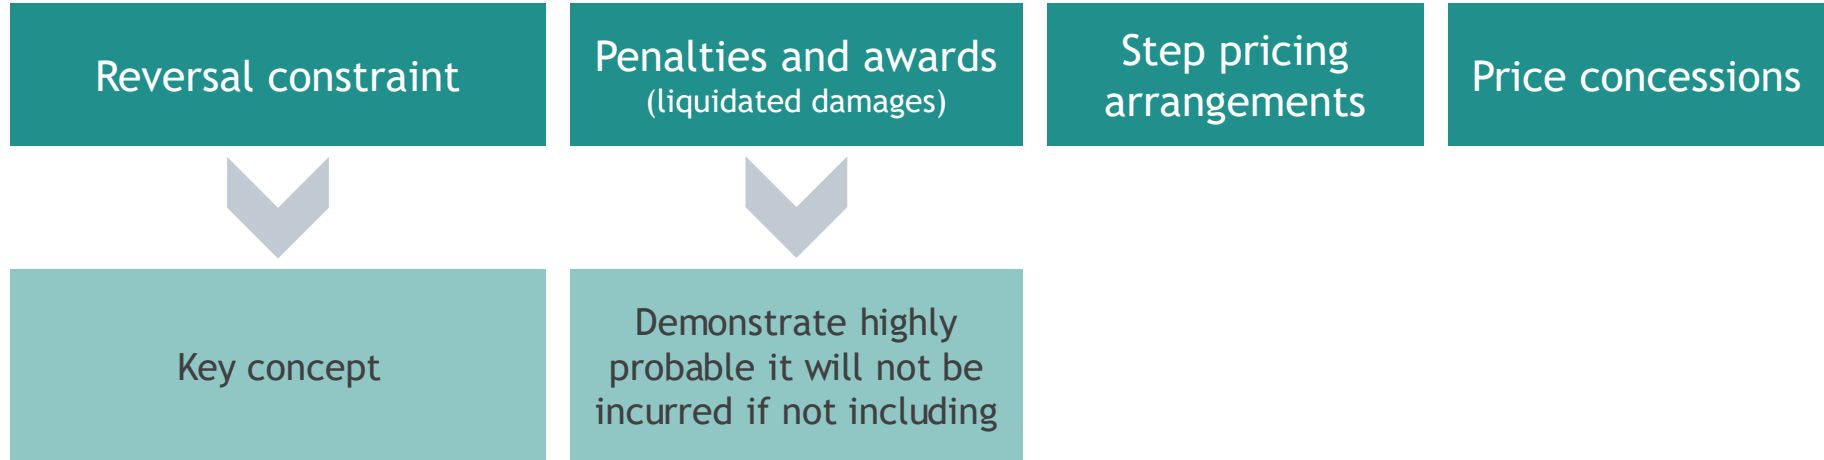 Reversal constraint
Penalties and awards
(liquidated damages)
Step pricing
arrangements
Price concessions
Key concept
Demonstrate highly
probable it will not be
incurred if not including